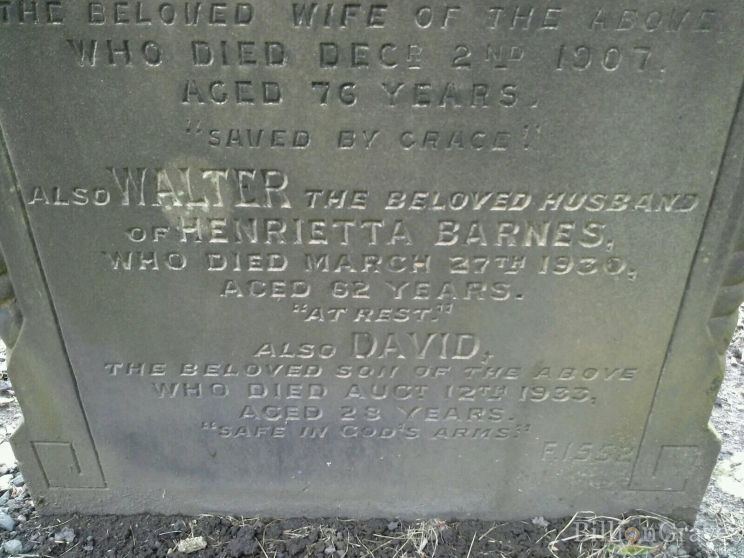 THE BELOVED WIFE OF THE ABOVE
WHO DIED DECR 2ND 1907,
AGED 76 YEARS.
"SAVED BY GRACE."
ALSO WALTER THE BELOVED HUSBAND
OF HENRIETTA BARNES,
WHO DIED MARCH 27TH 1930,
AGED 62 YEARS.
"AT REST."
ALSO DAVID,
THE BELOVED SON OF THE ABOVE
WHO DIED AUGT 12TH 1933,
AGED 28 YEARS.
"SAFE IN GOD'S ARMS."
F1552
BillionGraves